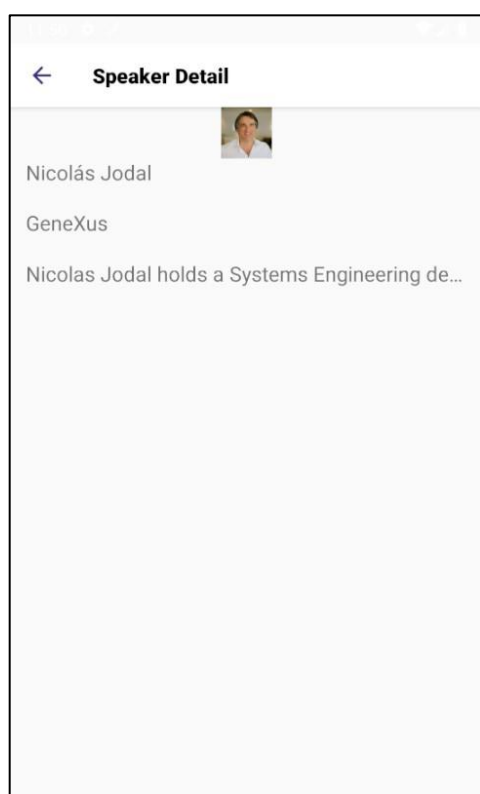 Speaker Detail
Nicolás Jodal
GeneXus
Nicolas Jodal holds a Systems Engineering de...